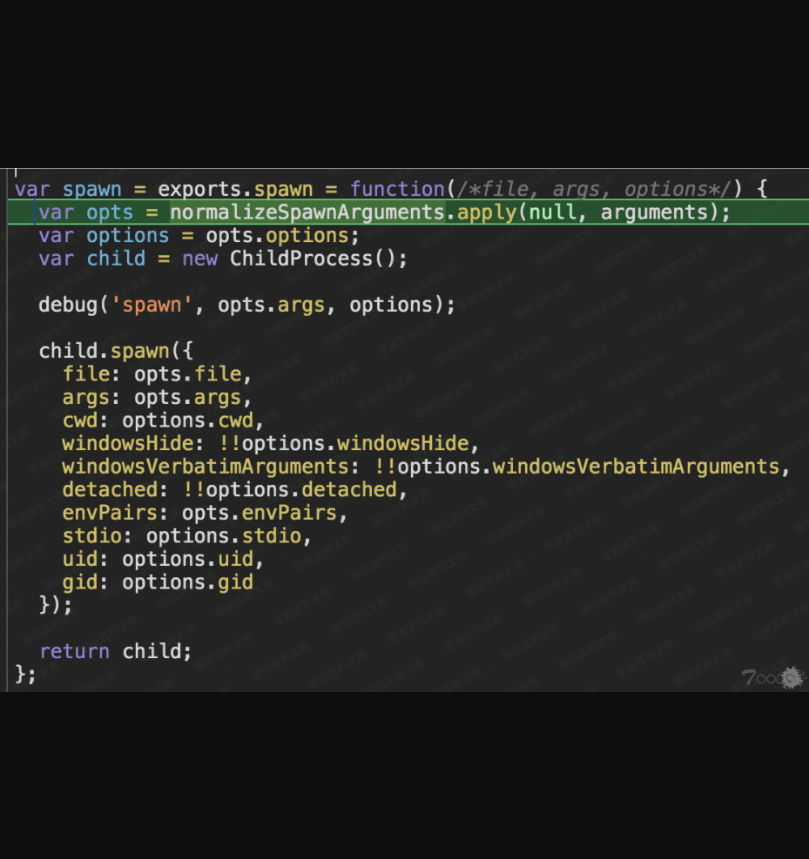 var spawn = exports.spawn = function(/*file, args, options*/) {
var opts = normalizeSpawnArguments.apply(null, arguments);
var options = opts.options;
var child = new ChildProcess();
debug('spawn', opts.args, options);
child.spawn({
file: opts.file,
args: opts.args,
cwd: options.cwd,
windowsHide: !!options.windowsHide,
windowsVerbatimArguments: !!options.windowsVerbatimArguments,
detached: !!options.detached,
envPairs: opts.envPairs,
stdio: options.stdio,
uid: options.uid,
gid: options.gid
});
return child;
};